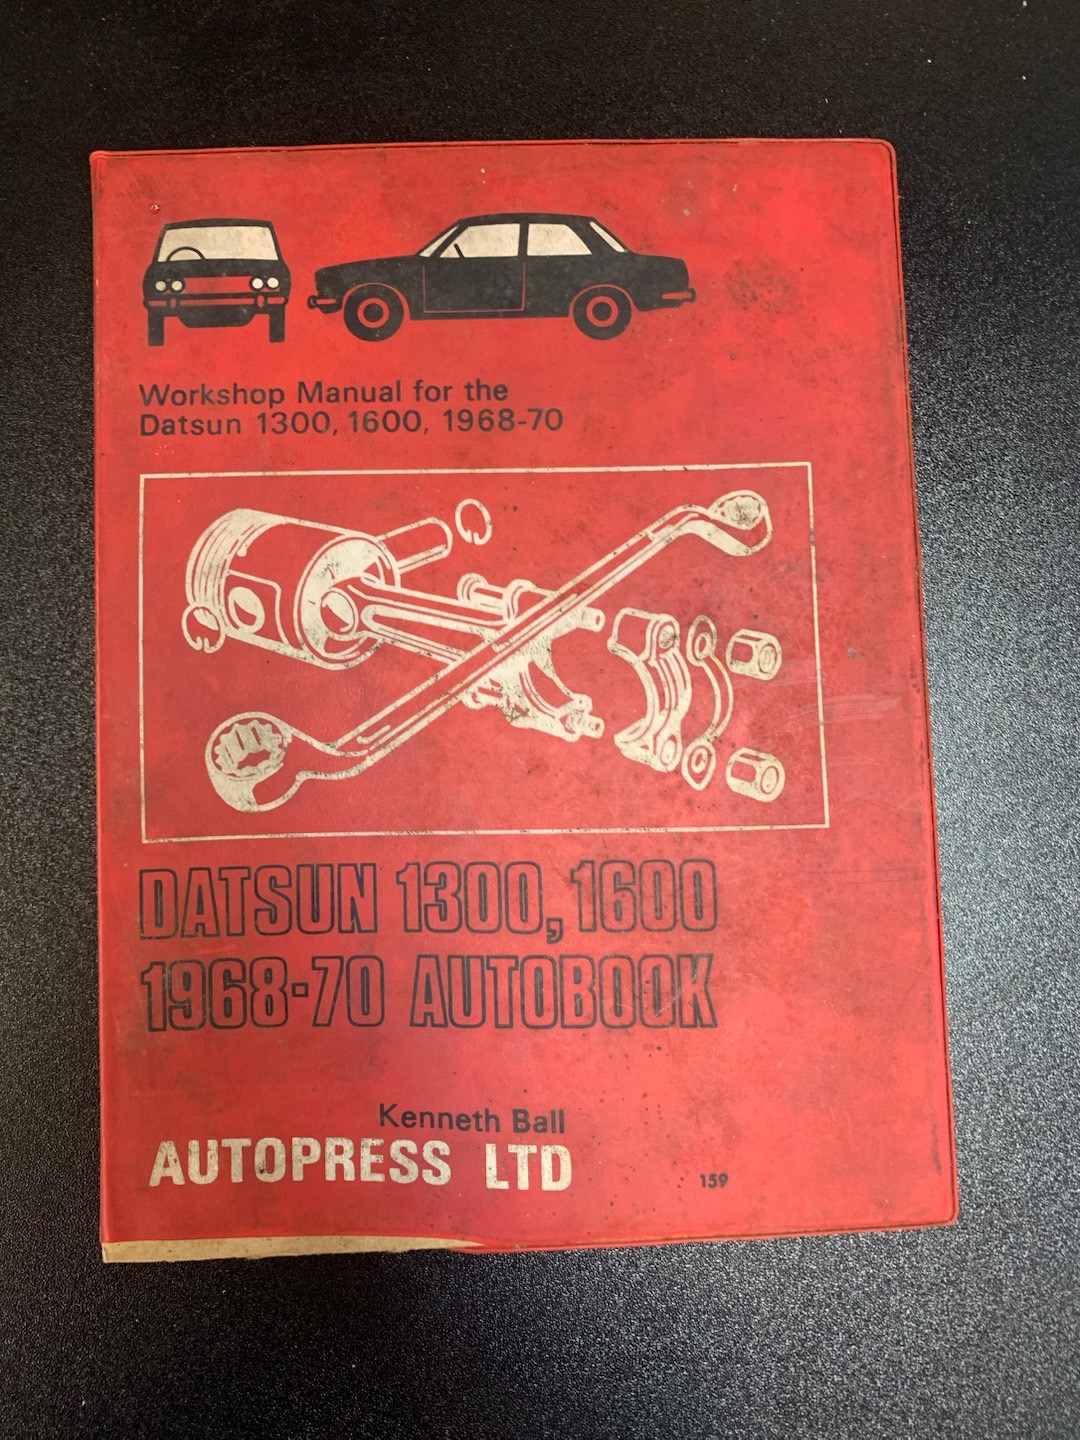 Workshop Manual for the
Datsun 1300, 1600, 1968-70
DATSUN 1300, 1600
1968-70 AUTOBOOK
Kenneth Ball
AUTOPRESS LTD
159